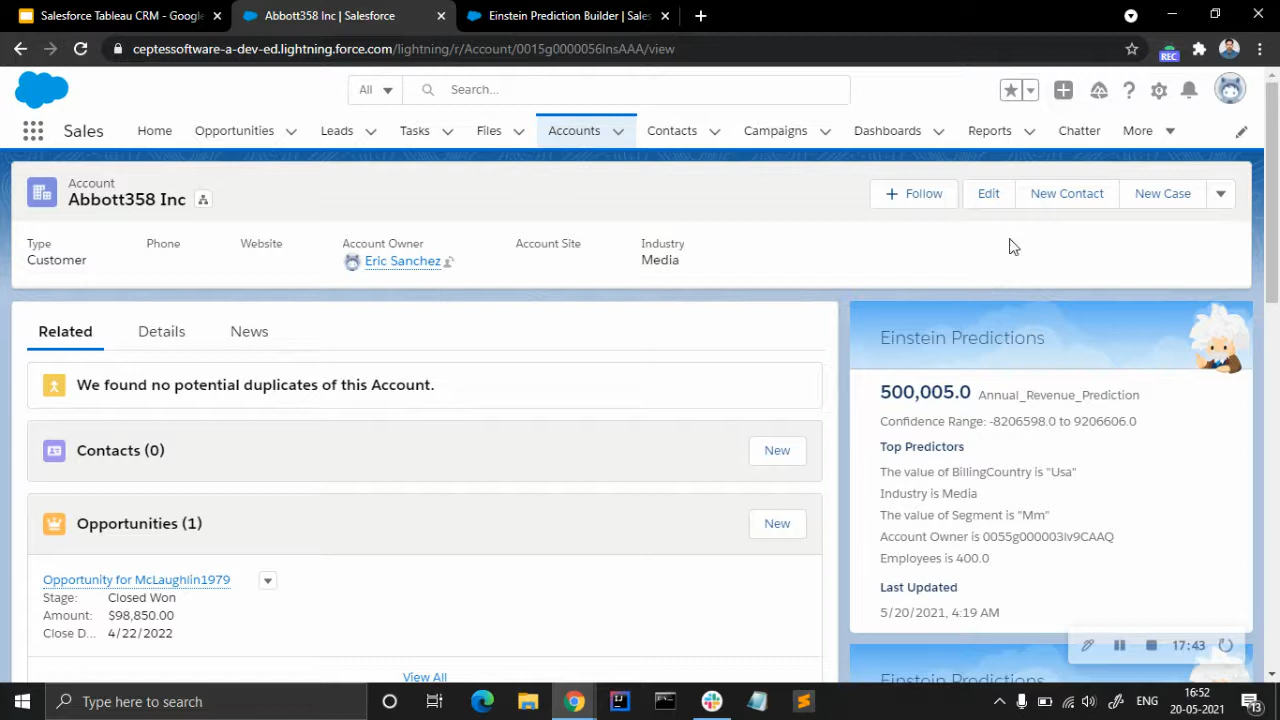 Salesforce Tableau CRM - Google
Abbott358 Inc | Salesforce
Einstein Prediction Builder | Sales
ceptessoftware-a-dev-ed.lightning.force.com/lightning/r/Account/0015g0000056InsAAA/view
REC
All
Search...
Sales
Home
Opportunities
Leads
Tasks
Files
Accounts
Contacts
Campaigns
Dashboards
Reports
Chatter
More
Account
Abbott358 Inc
Follow
Edit
New Contact
New Case
Type
Phone
Website
Account Owner
Account Site
Industry
Customer
Eric Sanchez
Media
Related
Details
News
We found no potential duplicates of this Account.
Contacts (0)
New
Opportunities (1)
New
Opportunity for McLaughlin1979
Stage: Closed Won
Amount: $98,850.00
Close D... 4/22/2022
View All
Einstein Predictions
500,005.0 Annual_Revenue_Prediction
Confidence Range: -8206598.0 to 9206606.0
Top Predictors
The value of BillingCountry is "Usa"
Industry is Media
The value of Segment is "Mm"
Account Owner is 0055g000003Iv9CAAQ
Employees is 400.0
Last Updated
5/20/2021, 4:19 AM
Einstein Predictions
17:43
Type here to search
ENG
16:52
20-05-2021
13